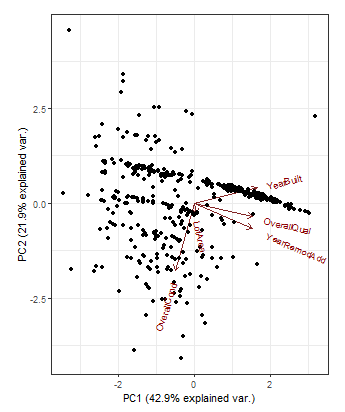 2.5
0.0
-2.5
PC2 (21.9% explained var.)
YearBuilt
OverallQual
YearRemodAdd
LotArea
OverallCond
-2
0
2
PC1 (42.9% explained var.)